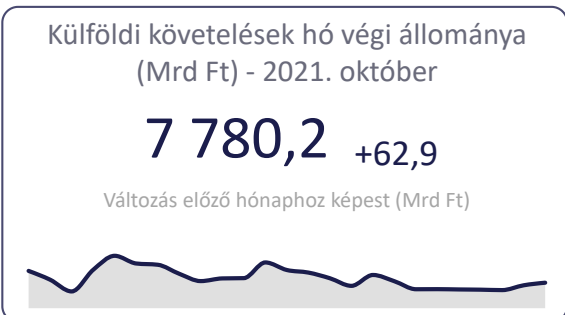 Külföldi követelések hó végi állománya
(Mrd Ft) - 2021. október
7 780,2 +62,9
Változás előző hónaphoz képest (Mrd Ft)